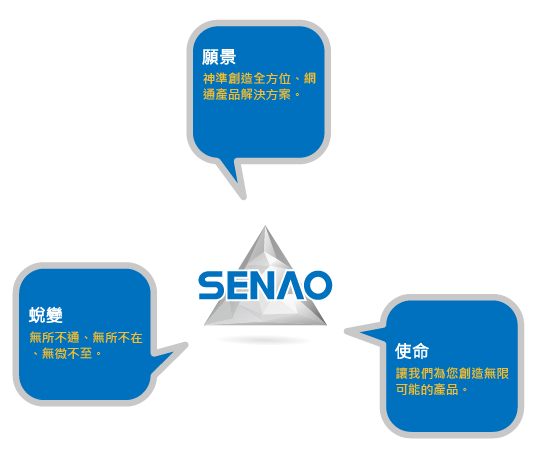 願景
神準創造全方位、網
通產品解決方案。
SENAO
蛻變
無所不通、無所不在
、無微不至。
使命
讓我們為您創造無限
可能的產品。